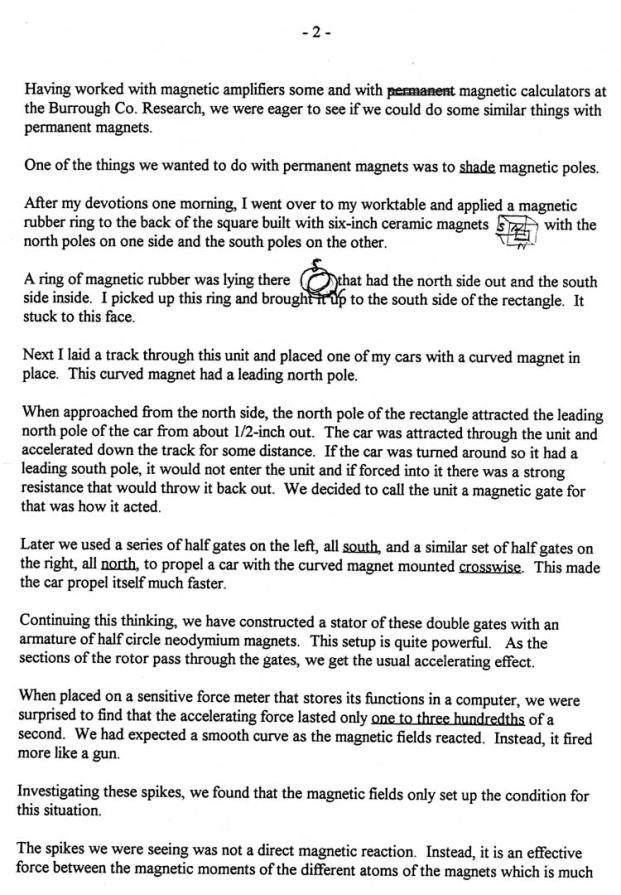 - 2 -
Having worked with magnetic amplifiers some and with permanent magnetic calculators at
the Burrough Co. Research, we were eager to see if we could do some similar things with
permanent magnets.
One of the things we wanted to do with permanent magnets was to shade magnetic poles.
After my devotions one morning, I went over to my worktable and applied a magnetic
rubber ring to the back of the square built with six-inch ceramic magnets S N with the
north poles on one side and the south poles on the other.
S
A ring of magnetic rubber was lying there that had the north side out and the south
side inside. I picked up this ring and brought it up to the south side of the rectangle. It
stuck to this face.
Next I laid a track through this unit and placed one of my cars with a curved magnet in
place. This curved magnet had a leading north pole.
When approached from the north side, the north pole of the rectangle attracted the leading
north pole of the car from about 1/2-inch out. The car was attracted through the unit and
accelerated down the track for some distance. If the car was turned around so it had a
leading south pole, it would not enter the unit and if forced into it there was a strong
resistance that would throw it back out. We decided to call the unit a magnetic gate for
that was how it acted.
Later we used a series of half gates on the left, all south, and a similar set of half gates on
the right, all north, to propel a car with the curved magnet mounted crosswise. This made
the car propel itself much faster.
Continuing this thinking, we have constructed a stator of these double gates with an
armature of half circle neodymium magnets. This setup is quite powerful. As the
sections of the rotor pass through the gates, we get the usual accelerating effect.
When placed on a sensitive force meter that stores its functions in a computer, we were
surprised to find that the accelerating force lasted only one to three hundredths of a
second. We had expected a smooth curve as the magnetic fields reacted. Instead, it fired
more like a gun.
Investigating these spikes, we found that the magnetic fields only set up the condition for
this situation.
The spikes we were seeing was not a direct magnetic reaction. Instead, it is an effective
force between the magnetic moments of the different atoms of the magnets which is much